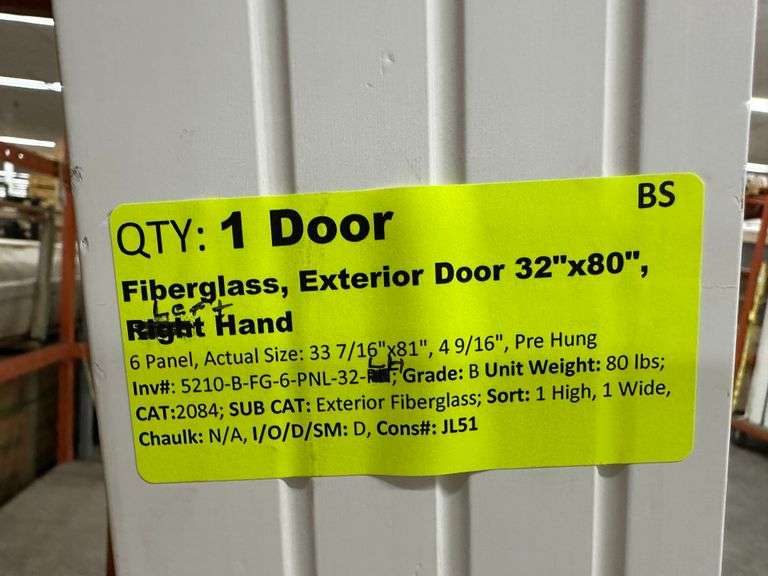 BS
QTY: 1 Door
Fiberglass, Exterior Door 32"x80",
Left
Right Hand
6 Panel, Actual Size: 33 7/16"x81", 4 9/16", Pre Hung
LH
Inv#: 5210-B-FG-6-PNL-32-RH; Grade: B Unit Weight: 80 lbs;
CAT:2084; SUB CAT: Exterior Fiberglass; Sort: 1 High, 1 Wide,
Chaulk: N/A, I/O/D/SM: D, Cons#: JL51